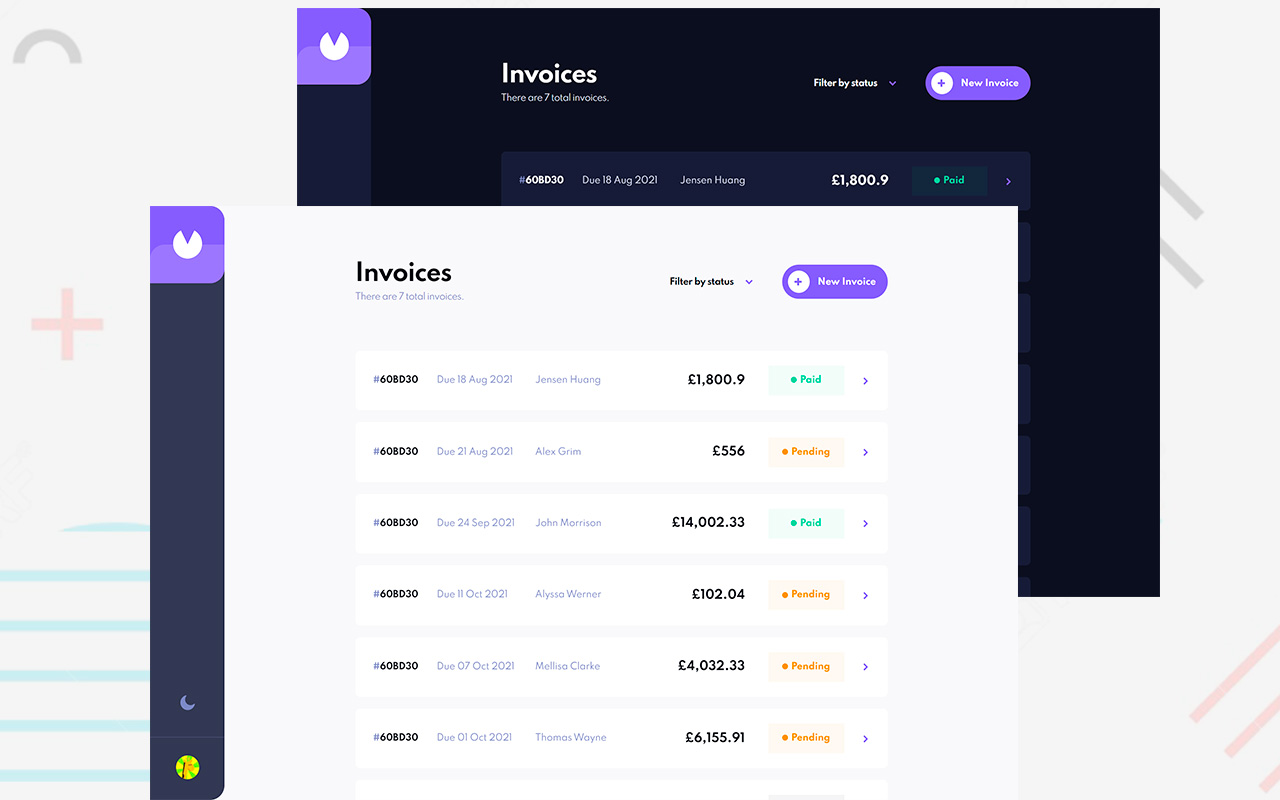 Invoices
There are 7 total invoices.
Filter by status
New Invoice
#60BD30 Due 18 Aug 2021 Jensen Huang £1,800.9 Paid
Invoices
There are 7 total invoices.
Filter by status
New Invoice
#60BD30 Due 18 Aug 2021 Jensen Huang £1,800.9 Paid
#60BD30 Due 21 Aug 2021 Alex Grim £556 Pending
#60BD30 Due 24 Sep 2021 John Morrison £14,002.33 Paid
#60BD30 Due 11 Oct 2021 Alyssa Werner £102.04 Pending
#60BD30 Due 07 Oct 2021 Mellisa Clarke £4,032.33 Pending
#60BD30 Due 01 Oct 2021 Thomas Wayne £6,155.91 Pending